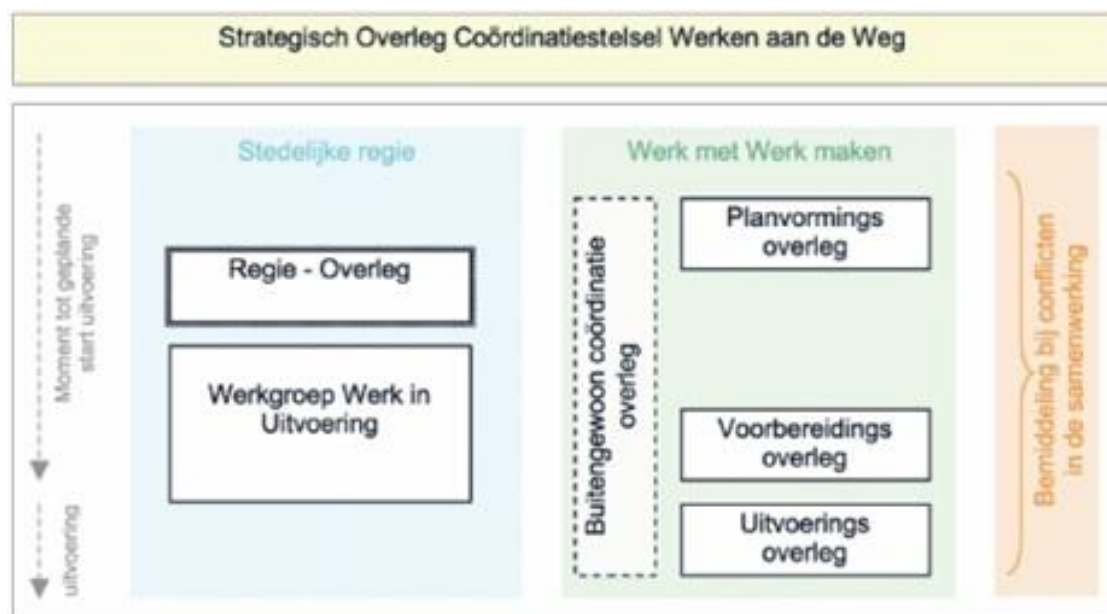 Strategisch Overleg Coördinatiestelsel Werken aan de Weg
Moment tot geplande
start uitvoering
uitvoering
Stedelijke regie
Regie - Overleg
Werkgroep Werk in
Uitvoering
Werk met Werk maken
Buitengewoon coördinatie
overleg
Planvormings
overleg
Voorbereidings
overleg
Uitvoerings
overleg
Bemiddeling bij conflicten
in de samenwerking